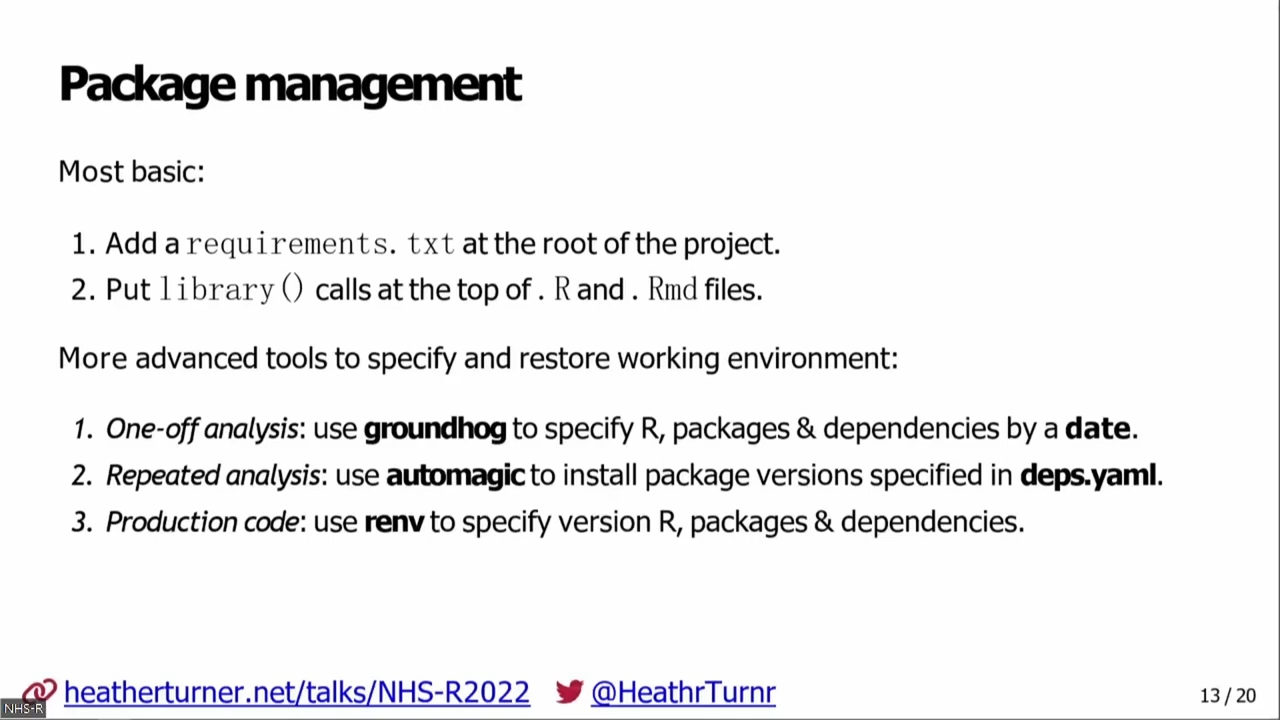 Package management
Most basic:
1. Add a requirements.txt at the root of the project.
2. Put library() calls at the top of .R and .Rmd files.
More advanced tools to specify and restore working environment:
1. One-off analysis: use groundhog to specify R, packages & dependencies by a date.
2. Repeated analysis: use automagic to install package versions specified in deps.yaml.
3. Production code: use renv to specify version R, packages & dependencies.
heatherturner.net/talks/NHS-R2022 @HeathrTurnr
13 / 20
NHS-R